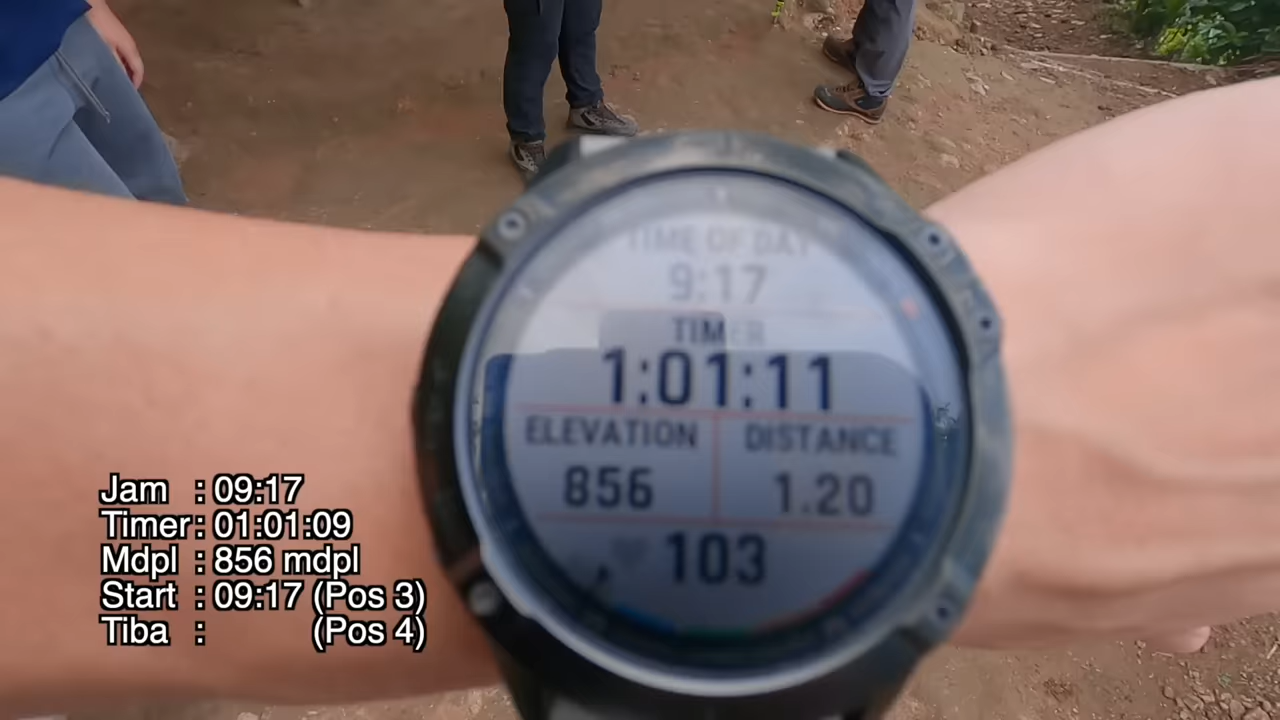 TIME OF DAY
9:17
TIMER
1:01:11
ELEVATION DISTANCE
856 1.20
103
Jam : 09:17
Timer : 01:01:09
Mdpl : 856 mdpl
Start : 09:17 (Pos 3)
Tiba : (Pos 4)